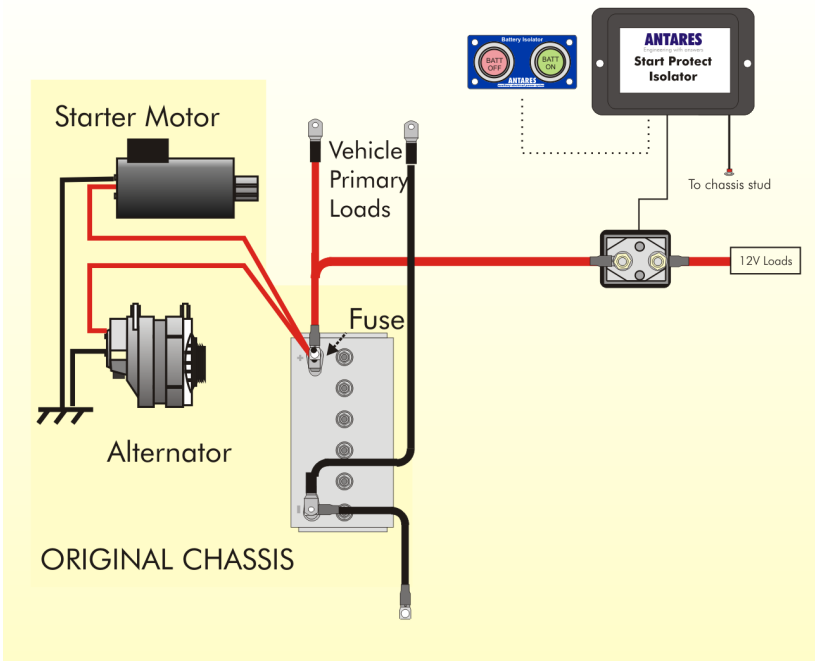 Battery Isolator
BATT
OFF
BATT
ON
ANTARES
ANTARES
Engineering with answers
Start Protect
Isolator
Starter Motor
Vehicle
Primary
Loads
To chassis stud
12V Loads
Fuse
+
Alternator
-
ORIGINAL CHASSIS